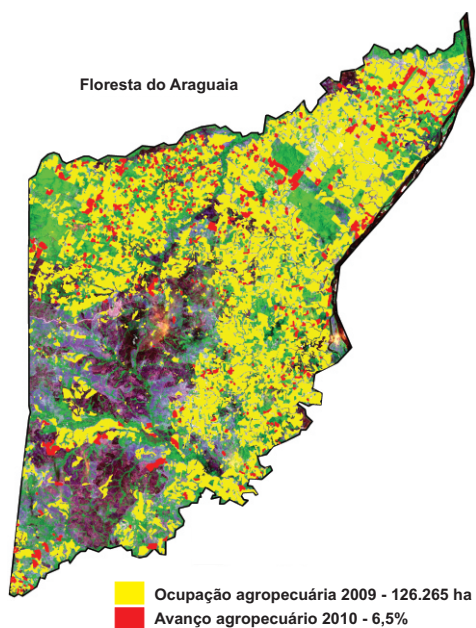 Floresta do Araguaia
Ocupação agropecuária 2009 - 126.265 ha
Avanço agropecuário 2010 - 6,5%